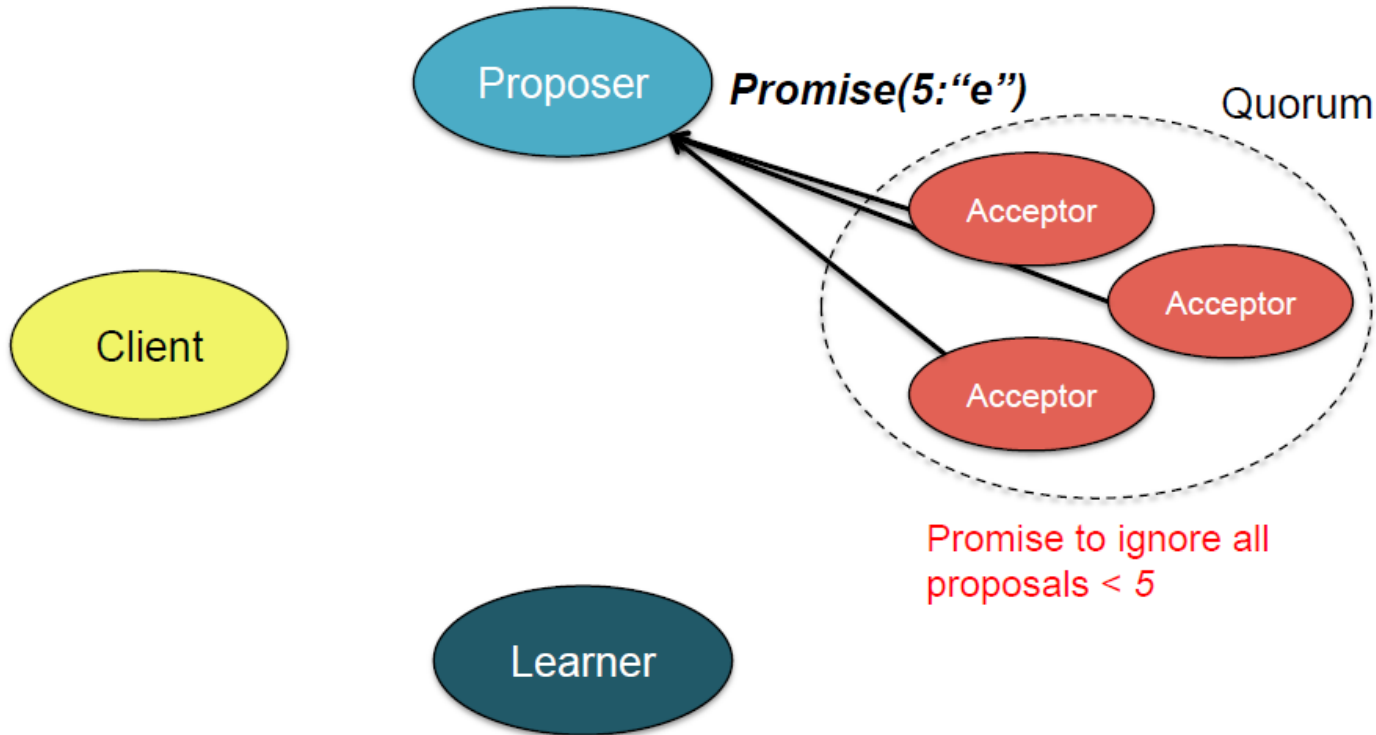 Proposer
Promise(5:“e”)
Quorum
Acceptor
Acceptor
Client
Acceptor
Promise to ignore all
proposals < 5
Learner